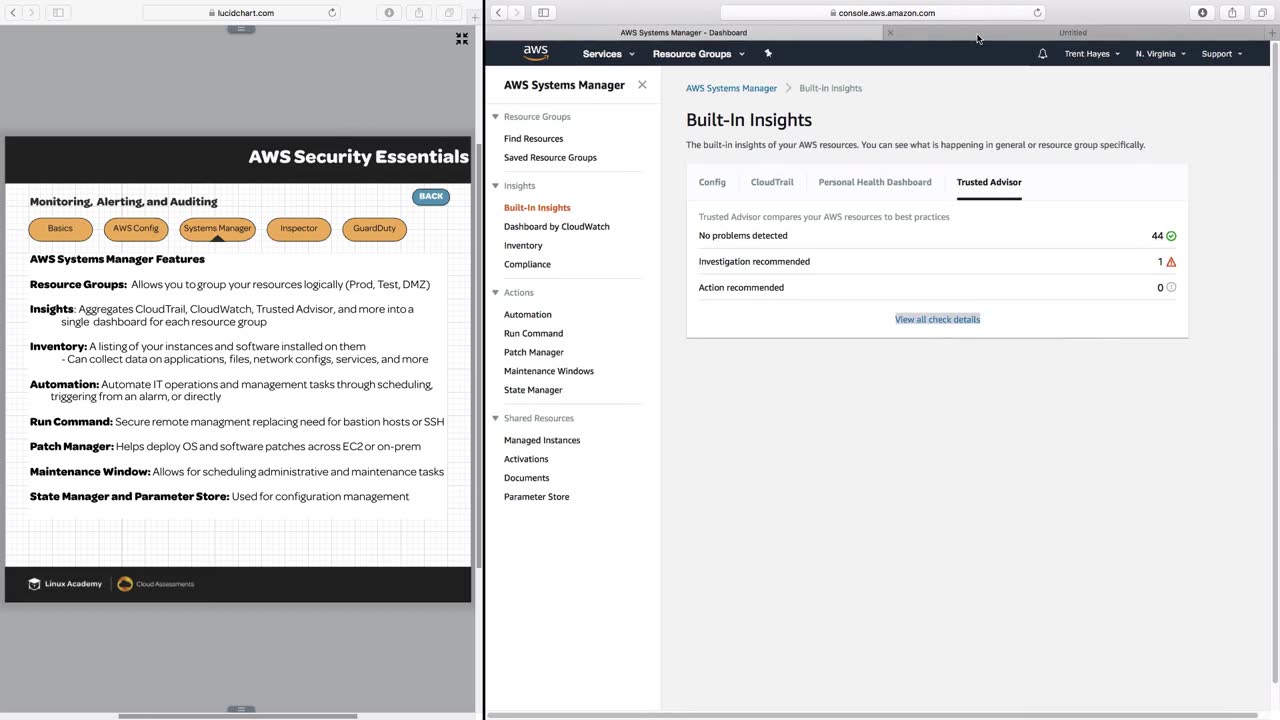 lucidchart.com
AWS Security Essentials
Monitoring, Alerting, and Auditing
BACK
Basics
AWS Config
Systems Manager
Inspector
GuardDuty
AWS Systems Manager Features
Resource Groups: Allows you to group your resources logically (Prod, Test, DMZ)
Insights: Aggregates CloudTrail, CloudWatch, Trusted Advisor, and more into a
single dashboard for each resource group
Inventory: A listing of your instances and software installed on them
- Can collect data on applications, files, network configs, services, and more
Automation: Automate IT operations and management tasks through scheduling,
triggering from an alarm, or directly
Run Command: Secure remote managment replacing need for bastion hosts or SSH
Patch Manager: Helps deploy OS and software patches across EC2 or on-prem
Maintenance Window: Allows for scheduling administrative and maintenance tasks
State Manager and Parameter Store: Used for configuration management
Linux Academy
Cloud Assessments
console.aws.amazon.com
AWS Systems Manager - Dashboard
Untitled
aws
Services
Resource Groups
Trent Hayes
N. Virginia
Support
AWS Systems Manager
Resource Groups
Find Resources
Saved Resource Groups
Insights
Built-In Insights
Dashboard by CloudWatch
Inventory
Compliance
Actions
Automation
Run Command
Patch Manager
Maintenance Windows
State Manager
Shared Resources
Managed Instances
Activations
Documents
Parameter Store
AWS Systems Manager > Built-in insights
Built-In Insights
The built-in insights of your AWS resources. You can see what is happening in general or resource group specifically.
Config
CloudTrail
Personal Health Dashboard
Trusted Advisor
Trusted Advisor compares your AWS resources to best practices
No problems detected 44
Investigation recommended 1
Action recommended 0
View all check details